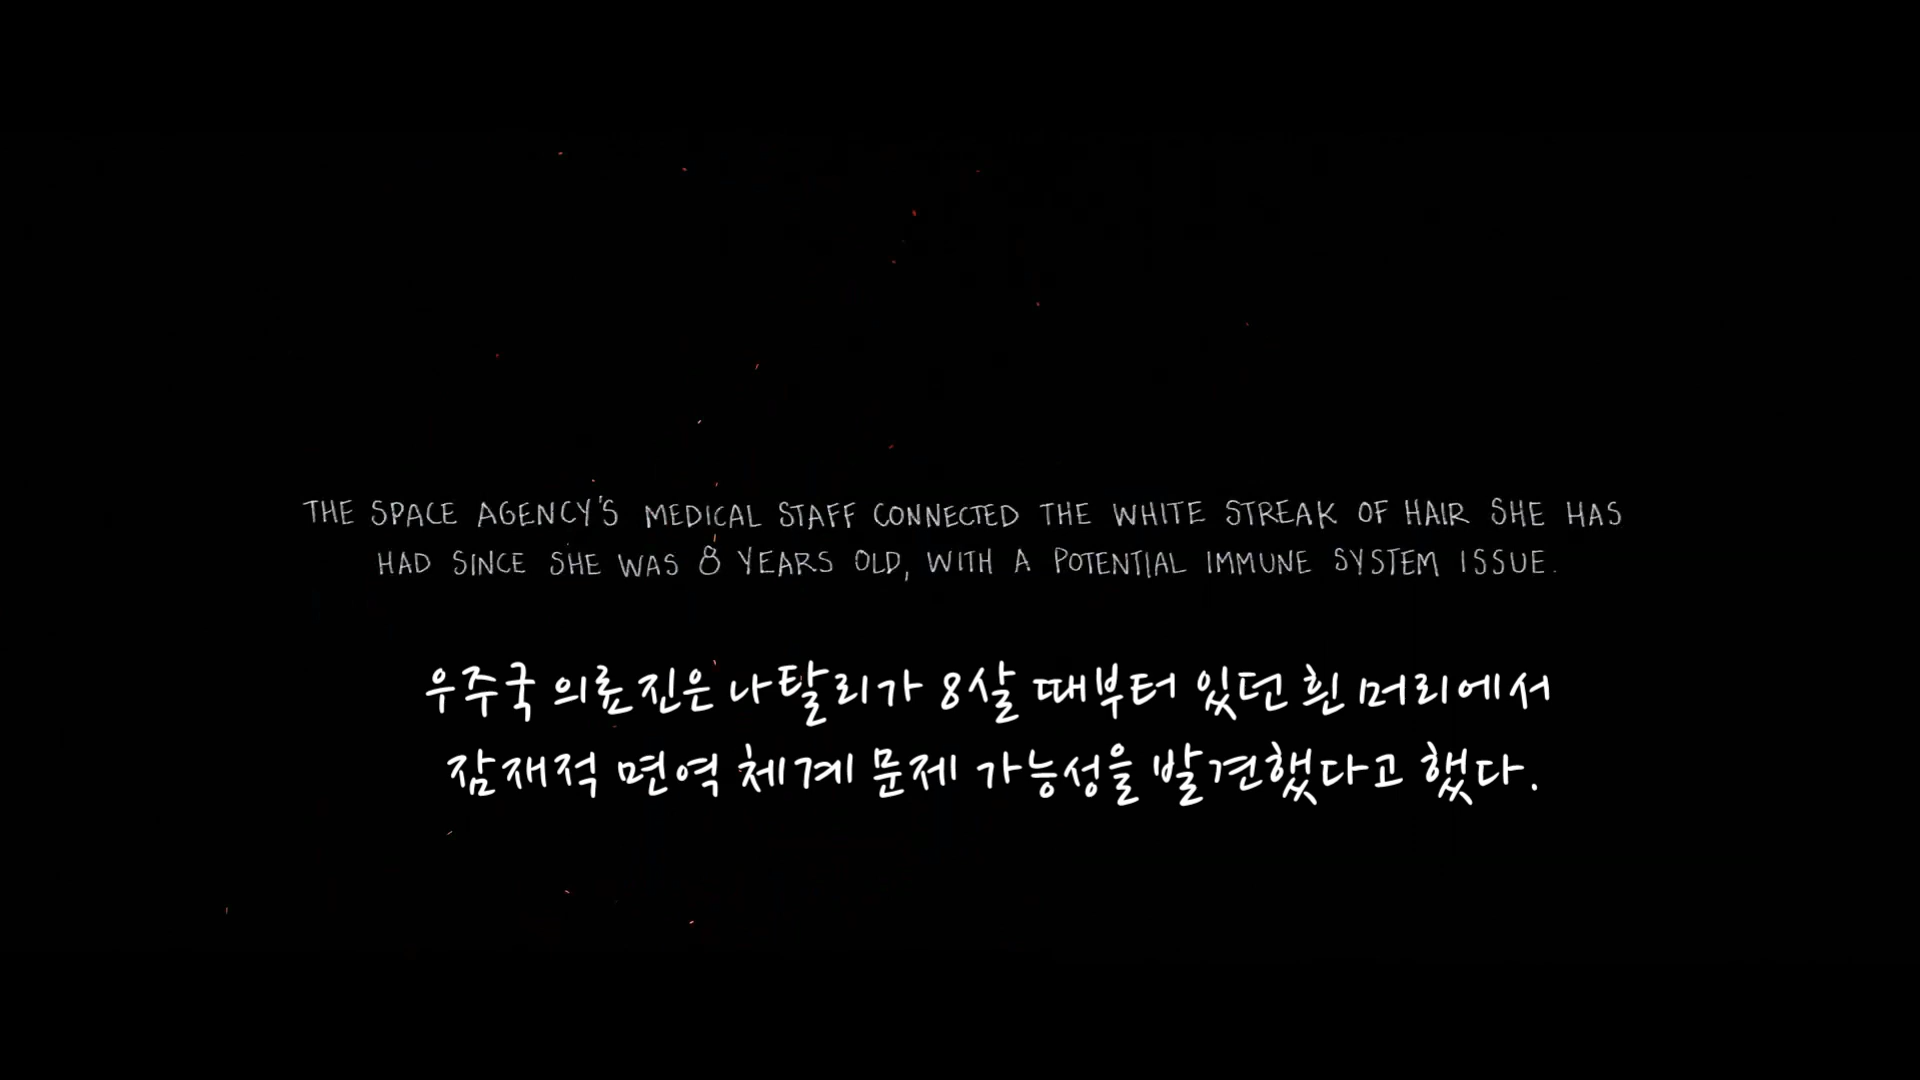 THE SPACE AGENCY'S MEDICAL STAFF CONNECTED THE WHITE STREAK OF HAIR SHE HAS
HAD SINCE SHE WAS 8 YEARS OLD, WITH A POTENTIAL IMMUNE SYSTEM ISSUE.
우주국 의료진은 나탈리가 8살 때부터 있던 흰 머리에서
잠재적 면역 체계 문제 가능성을 발견했다고 했다.